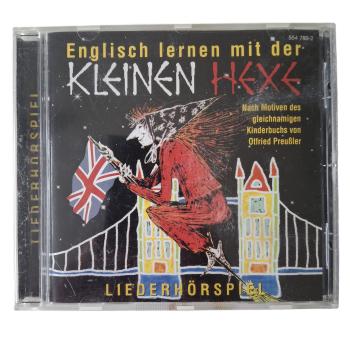 554 789-2
Englisch lernen mit der
KLEINEN HEXE
Nach Motiven des
gleichnamigen
Kinderbuchs von
Otfried Preußler
LIEDERHÖRSPIEL
LIEDERHÖRSPIEL